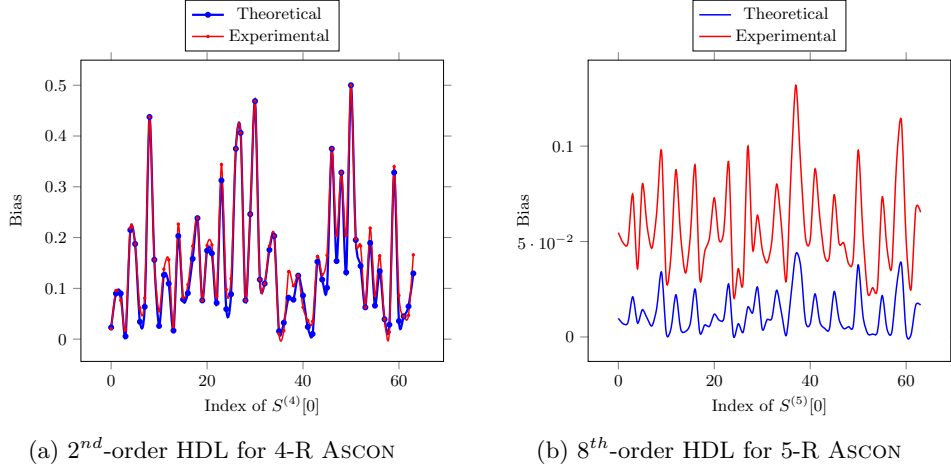 Theoretical
Experimental
0.5
0.4
0.3
0.2
0.1
0
Bias
0 20 40 60
Index of S^{(4)}[0]
(a) 2^{nd}-order HDL for 4-R ASCON
Theoretical
Experimental
0.1
5 · 10^{−2}
0
Bias
0 20 40 60
Index of S^{(5)}[0]
(b) 8^{th}-order HDL for 5-R ASCON